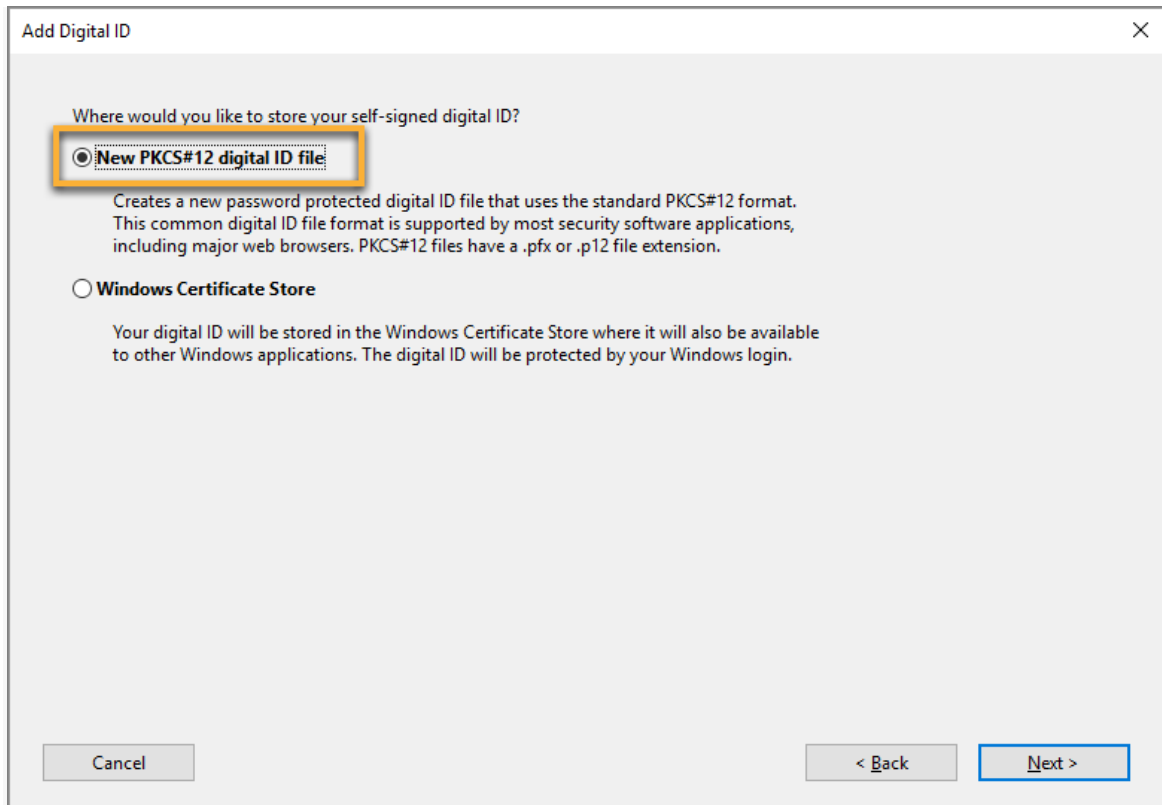 Add Digital ID
Where would you like to store your self-signed digital ID?
New PKCS#12 digital ID file
Creates a new password protected digital ID file that uses the standard PKCS#12 format.
This common digital ID file format is supported by most security software applications,
including major web browsers. PKCS#12 files have a .pfx or .p12 file extension.
Windows Certificate Store
Your digital ID will be stored in the Windows Certificate Store where it will also be available
to other Windows applications. The digital ID will be protected by your Windows login.
Cancel
< Back
Next >